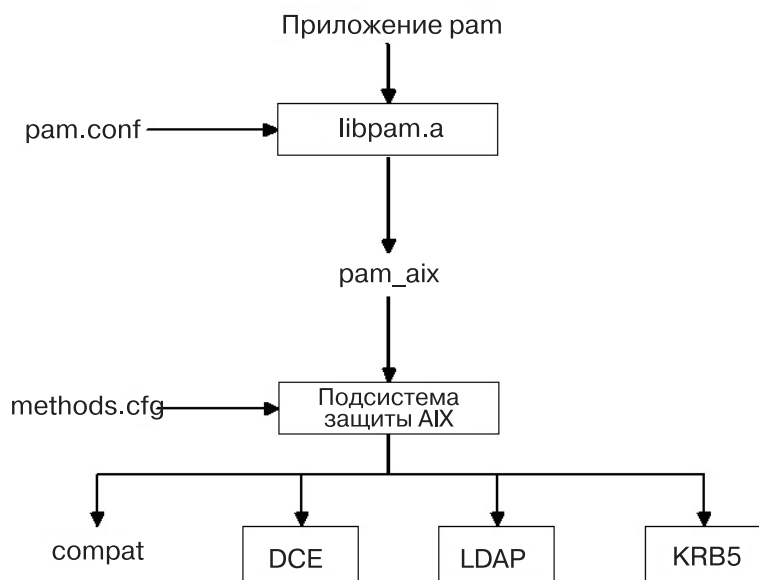 Приложение pam
pam.conf
libpam.a
pam_aix
methods.cfg
Подсистема
защиты AIX
compat
DCE
LDAP
KRB5